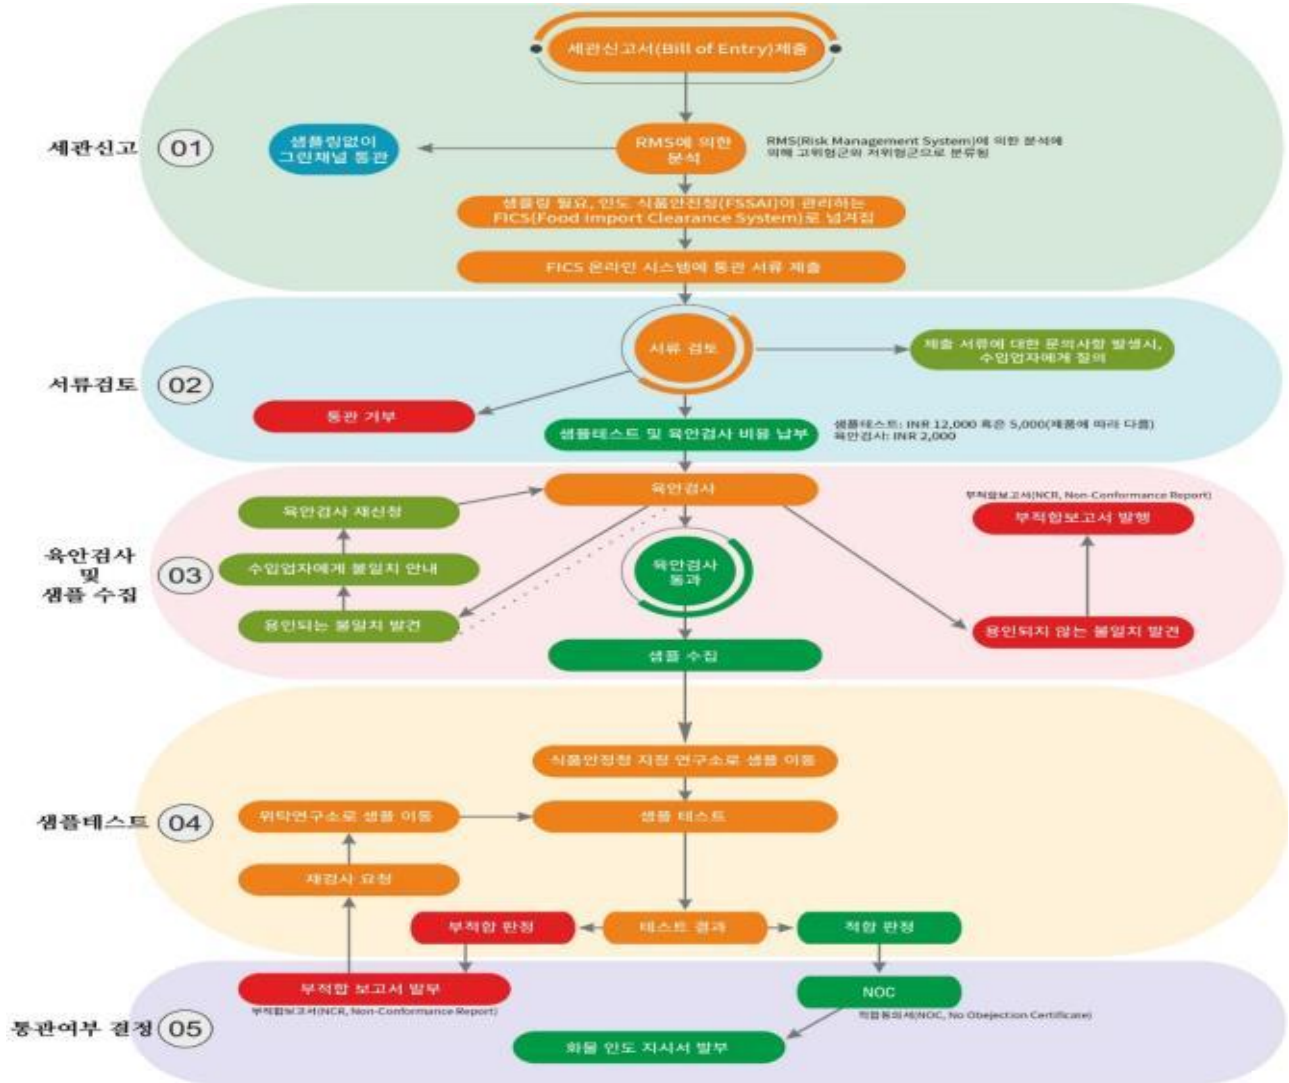 세관신고서(Bill of Entry)제출
세관신고
01
샘플링없이
그린채널 통관
RMS에 의한
분석
RMS(Risk Management System)에 의한 분석에
의해 고위험군와 저위험군으로 분류됨
샘플링 필요, 인도 식품안전청(FSSAI)이 관리하는
FICS(Food Import Clearance System)로 넘겨짐
FICS 온라인 시스템에 통관 서류 제출
서류검토
02
서류 검토
제출 서류에 대한 문의사항 발생시,
수입업자에게 질의
통관 거부
샘플테스트 및 육안검사 비용 납부
샘플테스트: INR 12,000 혹은 5,000(제품에 따라 다름)
육안검사: INR 2,000
육안검사
및
샘플 수집
03
육안검사
육안검사 재신청
부적합보고서(NCR, Non-Conformance Report)
부적합보고서 발행
수입업자에게 불일치 안내
육안검사
통과
용인되는 불일치 발견
용인되지 않는 불일치 발견
샘플 수집
샘플테스트
04
식품안정청 지정 연구소로 샘플 이동
위탁연구소로 샘플 이동
샘플 테스트
재검사 요청
부적합 판정
테스트 결과
적합 판정
통관여부 결정
05
부적합 보고서 발부
부적합보고서(NCR, Non-Conformance Report)
NOC
적합동의서(NOC, No Obejection Certificate)
화물 인도 지시서 발부